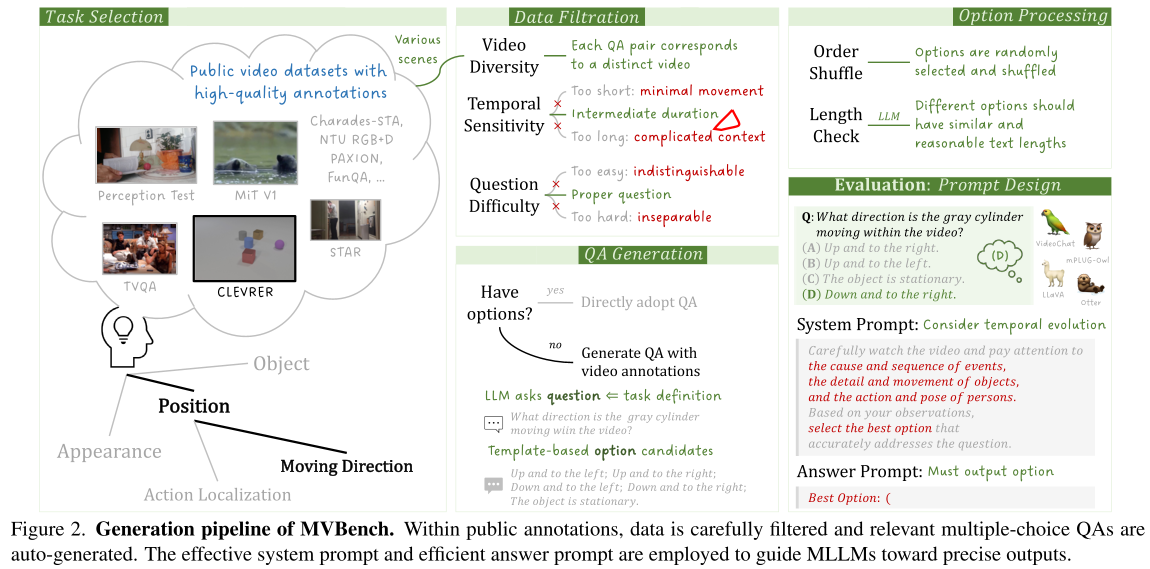 Task Selection
Various
scenes
Public video datasets with
high-quality annotations
Charades-STA,
NTU RGB+D
PAXION,
FunQA, ...
Perception Test
MiT V1
TVQA
CLEVRER
STAR
Object
Position
Appearance
Moving Direction
Action Localization
Data Filtration
Video
Diversity
Each QA pair corresponds
to a distinct video
Temporal
Sensitivity
Too short: minimal movement
Intermediate duration
Too long: complicated context
Question
Difficulty
Too easy: indistinguishable
Proper question
Too hard: inseparable
QA Generation
Have
options?
yes
Directly adopt QA
no
Generate QA with
video annotations
LLM asks question ⇐ task definition
What direction is the gray cylinder
moving wiin the video?
Template-based option candidates
Up and to the left; Up and to the right;
Down and to the left; Down and to the right;
The object is stationary.
Option Processing
Order
Shuffle
Options are randomly
selected and shuffled
Length
Check
LLM
Different options should
have similar and
reasonable text lengths
Evaluation: Prompt Design
Q: What direction is the gray cylinder
moving within the video?
(A) Up and to the right.
(B) Up and to the left.
(C) The object is stationary.
(D) Down and to the right.
(D)
VideoChat
mPLUG-Owl
LLaVA
Otter
System Prompt: Consider temporal evolution
Carefully watch the video and pay attention to
the cause and sequence of events,
the detail and movement of objects,
and the action and pose of persons.
Based on your observations,
select the best option that
accurately addresses the question.
Answer Prompt: Must output option
Best Option: (
Figure 2. Generation pipeline of MVBench. Within public annotations, data is carefully filtered and relevant multiple-choice QAs are
auto-generated. The effective system prompt and efficient answer prompt are employed to guide MLLMs toward precise outputs.